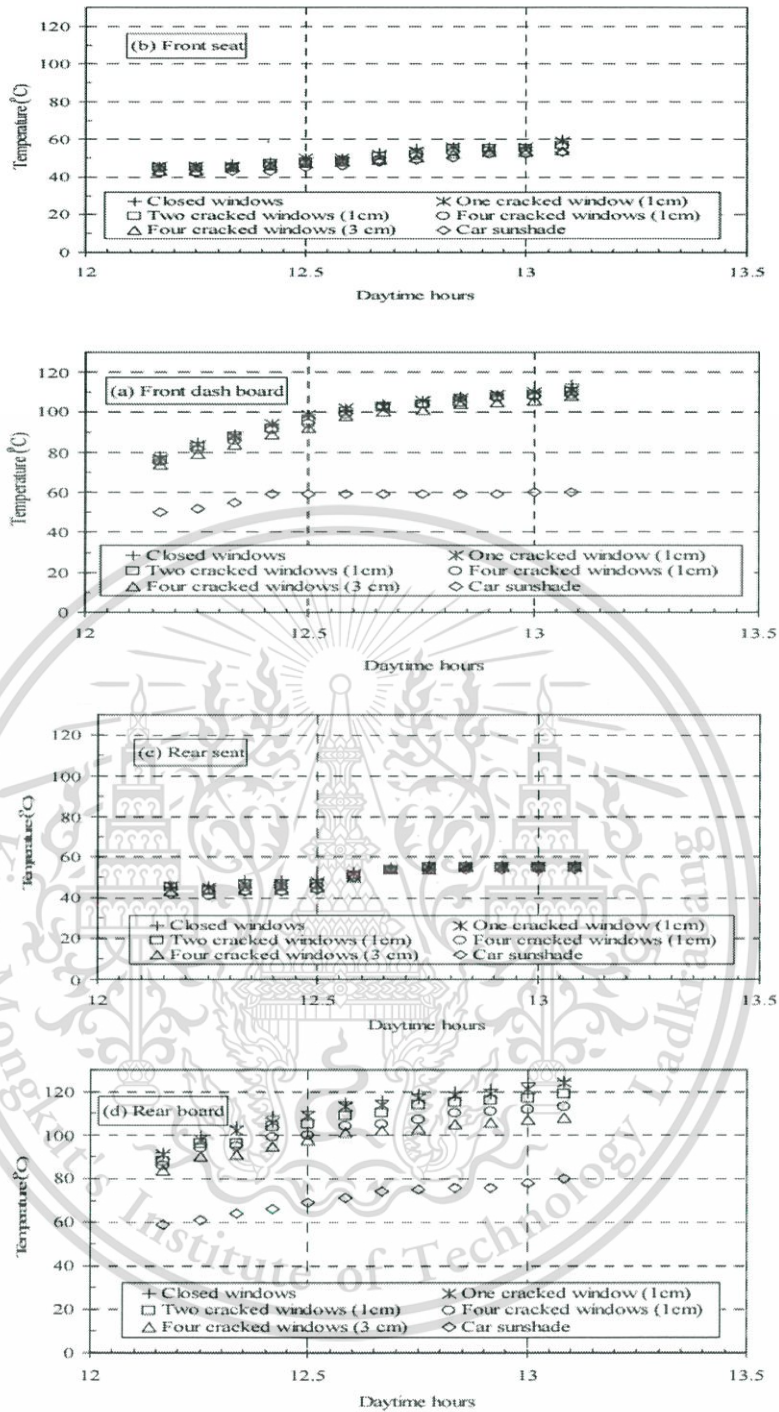 (b) Front seat
Temperature (°C)
120
100
80
60
40
20
0
+ Closed windows
Ж One cracked window (1cm)
□ Two cracked windows (1cm)
○ Four cracked windows (1cm)
△ Four cracked windows (3 cm)
◇ Car sunshade
12
12.5
13
13.5
Daytime hours
(a) Front dash board
Temperature (°C)
120
100
80
60
40
20
0
+ Closed windows
Ж One cracked window (1cm)
□ Two cracked windows (1cm)
○ Four cracked windows (1cm)
△ Four cracked windows (3 cm)
◇ Car sunshade
12
12.5
13
13.5
Daytime hours
(c) Rear seat
Temperature (°C)
120
100
80
60
40
20
0
+ Closed windows
Ж One cracked window (1cm)
□ Two cracked windows (1cm)
○ Four cracked windows (1cm)
△ Four cracked windows (3 cm)
◇ Car sunshade
12
12.5
13
13.5
Daytime hours
(d) Rear board
Temperature (°C)
120
100
80
60
40
20
0
+ Closed windows
Ж One cracked window (1cm)
□ Two cracked windows (1cm)
○ Four cracked windows (1cm)
△ Four cracked windows (3 cm)
◇ Car sunshade
12
12.5
13
13.5
Daytime hours
Mongkut's Institute of Technology Ladkrabang